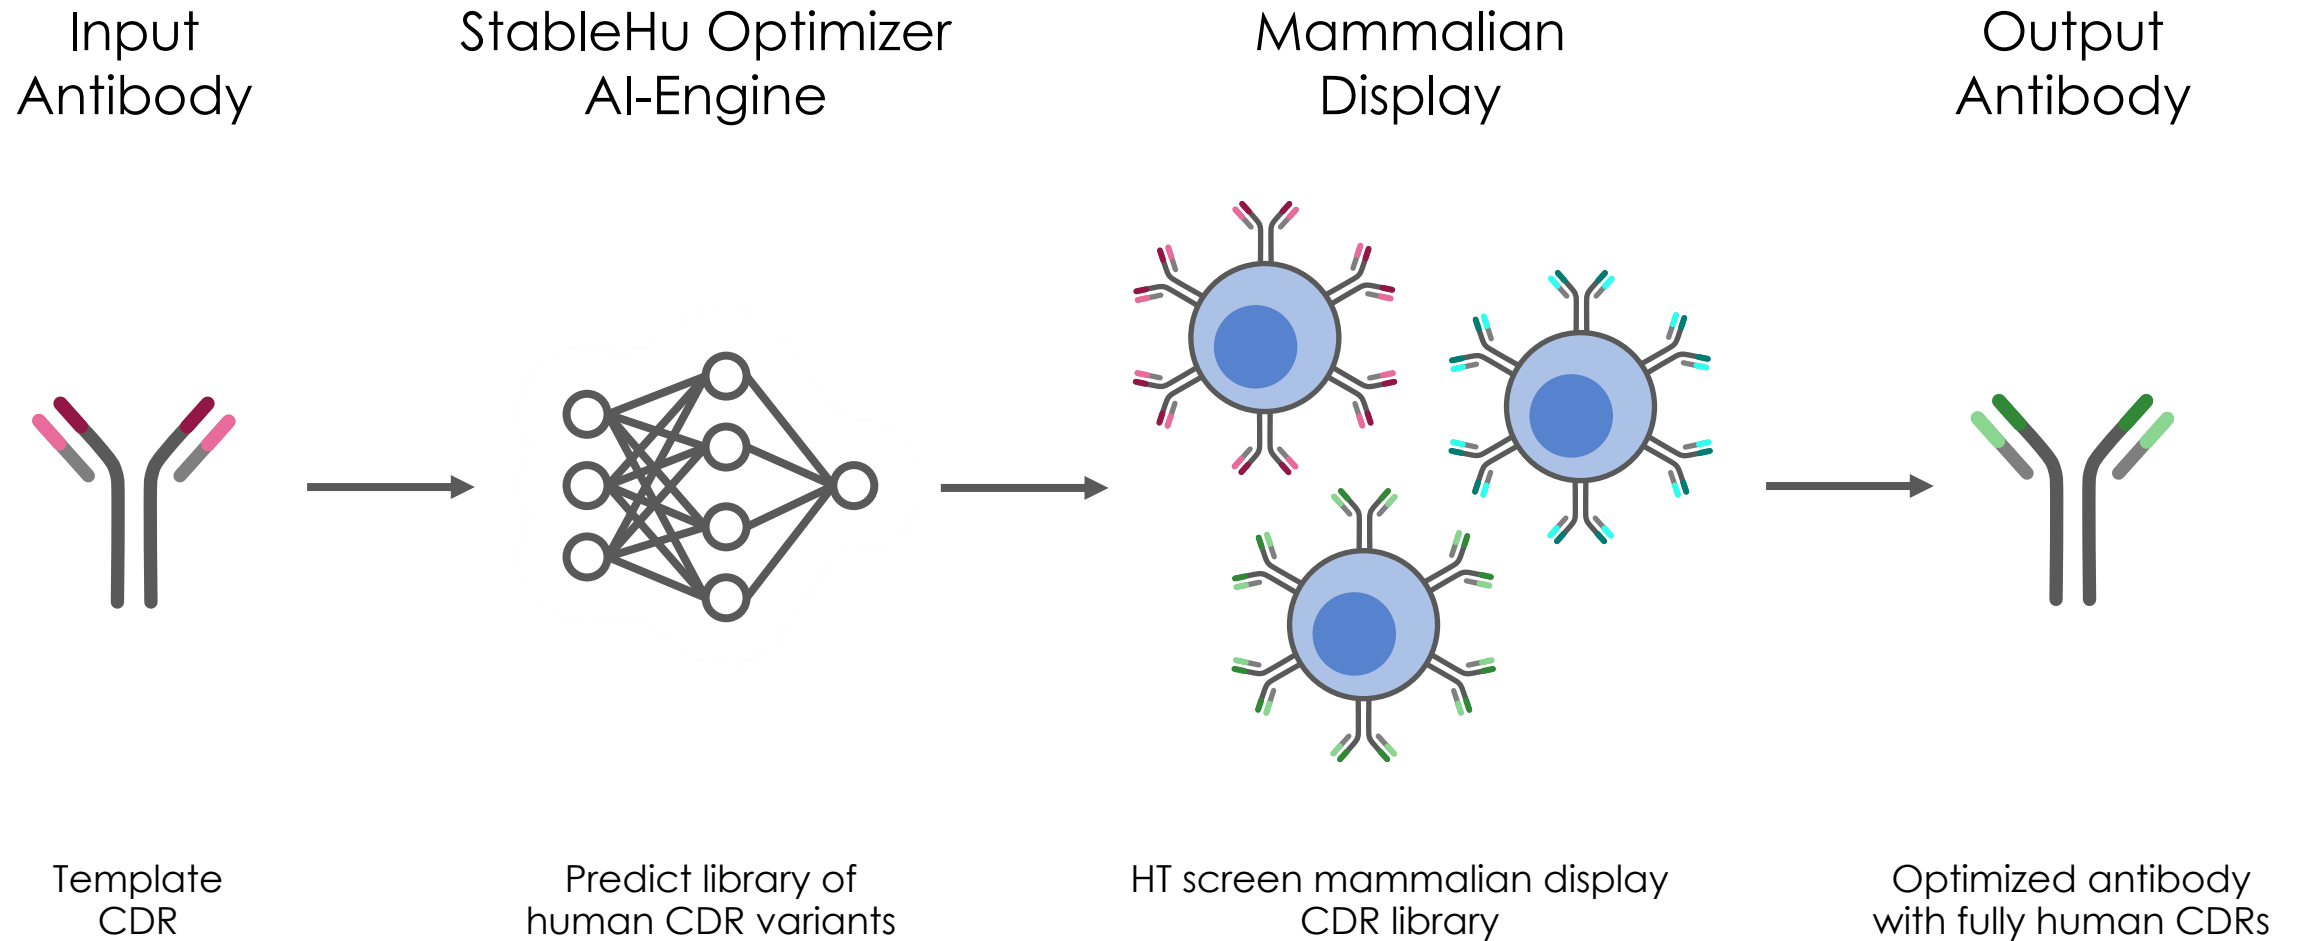 Input
Antibody
StableHu Optimizer
AI-Engine
Mammalian
Display
Output
Antibody
Template
CDR
Predict library of
human CDR variants
HT screen mammalian display
CDR library
Optimized antibody
with fully human CDRs